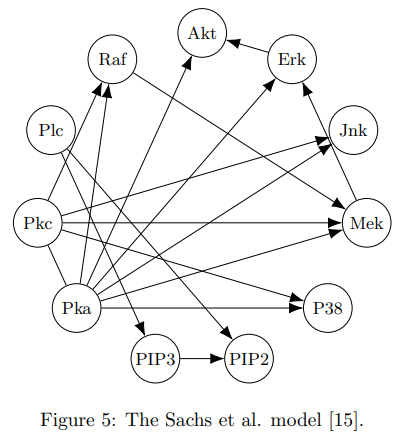 Akt
Raf
Erk
Plc
Jnk
Pkc
Mek
Pka
P38
PIP3
PIP2
Figure 5: The Sachs et al. model [15].